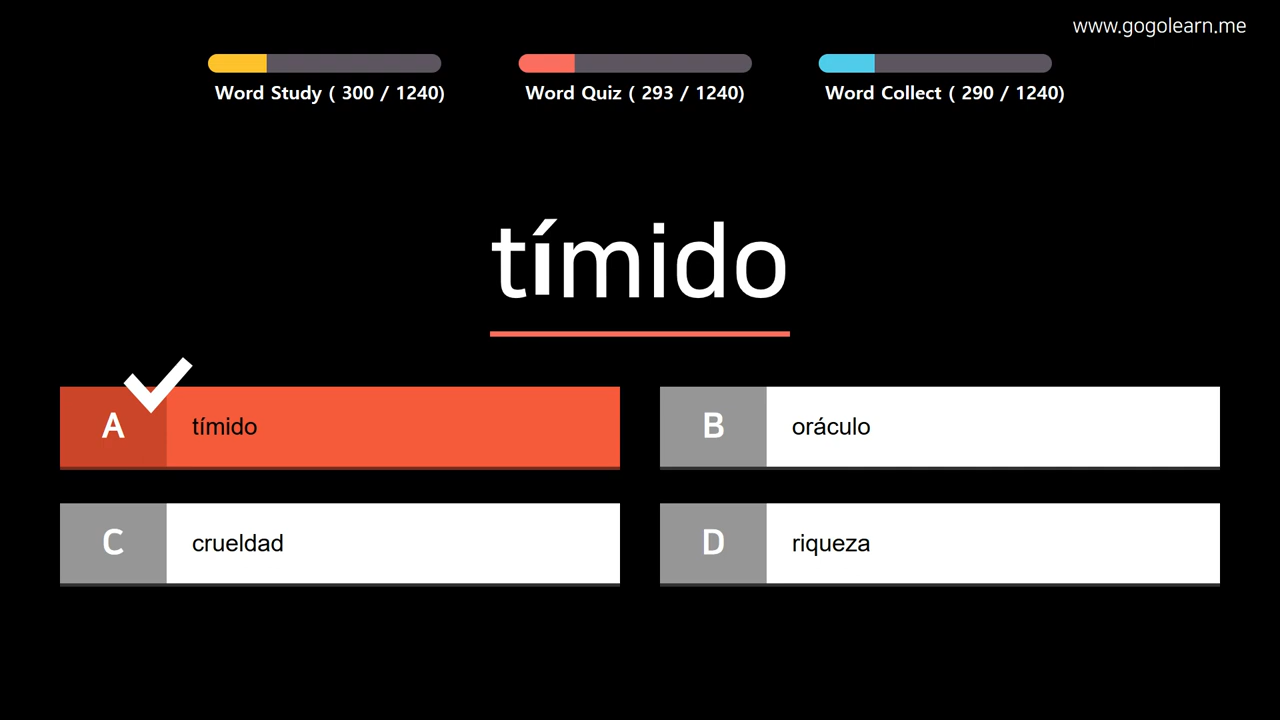 www.gogolearn.me
Word Study ( 300 / 1240)
Word Quiz ( 293 / 1240)
Word Collect ( 290 / 1240)
tímido
A tímido
B oráculo
C crueldad
D riqueza